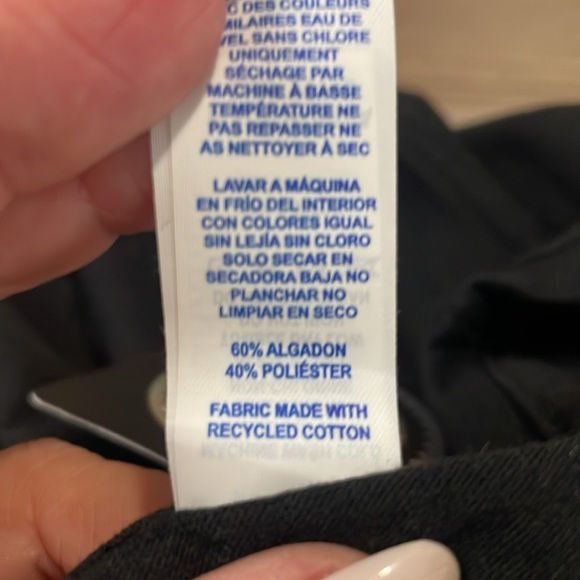 C DES COULEURS
MILAIRES EAU DE
VEL SANS CHLORE
UNIQUEMENT
SÉCHAGE PAR
MACHINE À BASSE
TEMPÉRATURE NE
PAS REPASSER NE
AS NETTOYER À SEC
LAVAR A MÁQUINA
EN FRÍO DEL INTERIOR
CON COLORES IGUAL
SIN LEJÍA SIN CLORO
SOLO SECAR EN
SECADORA BAJA NO
PLANCHAR NO
LIMPIAR EN SECO
60% ALGADON
40% POLIÉSTER
FABRIC MADE WITH
RECYCLED COTTON